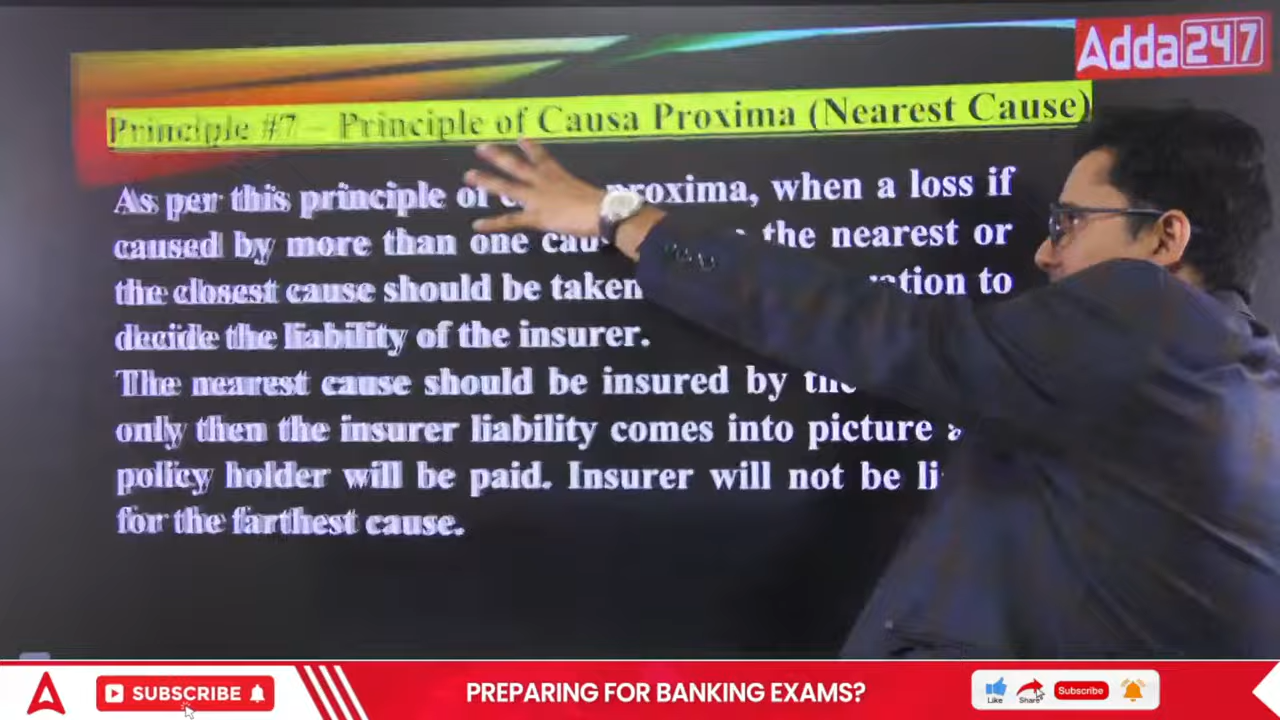 Adda247
Principle #7 – Principle of Causa Proxima (Nearest Cause)
As per this principle of proxima, when a loss if
caused by more than one the nearest or
the closest cause should be taken to
decide the liability of the insurer.
The nearest cause should be insured by
only then the insurer liability comes into picture
policy holder will be paid. Insurer will not be
for the farthest cause.
SUBSCRIBE
PREPARING FOR BANKING EXAMS?
Like
Share
Subscribe